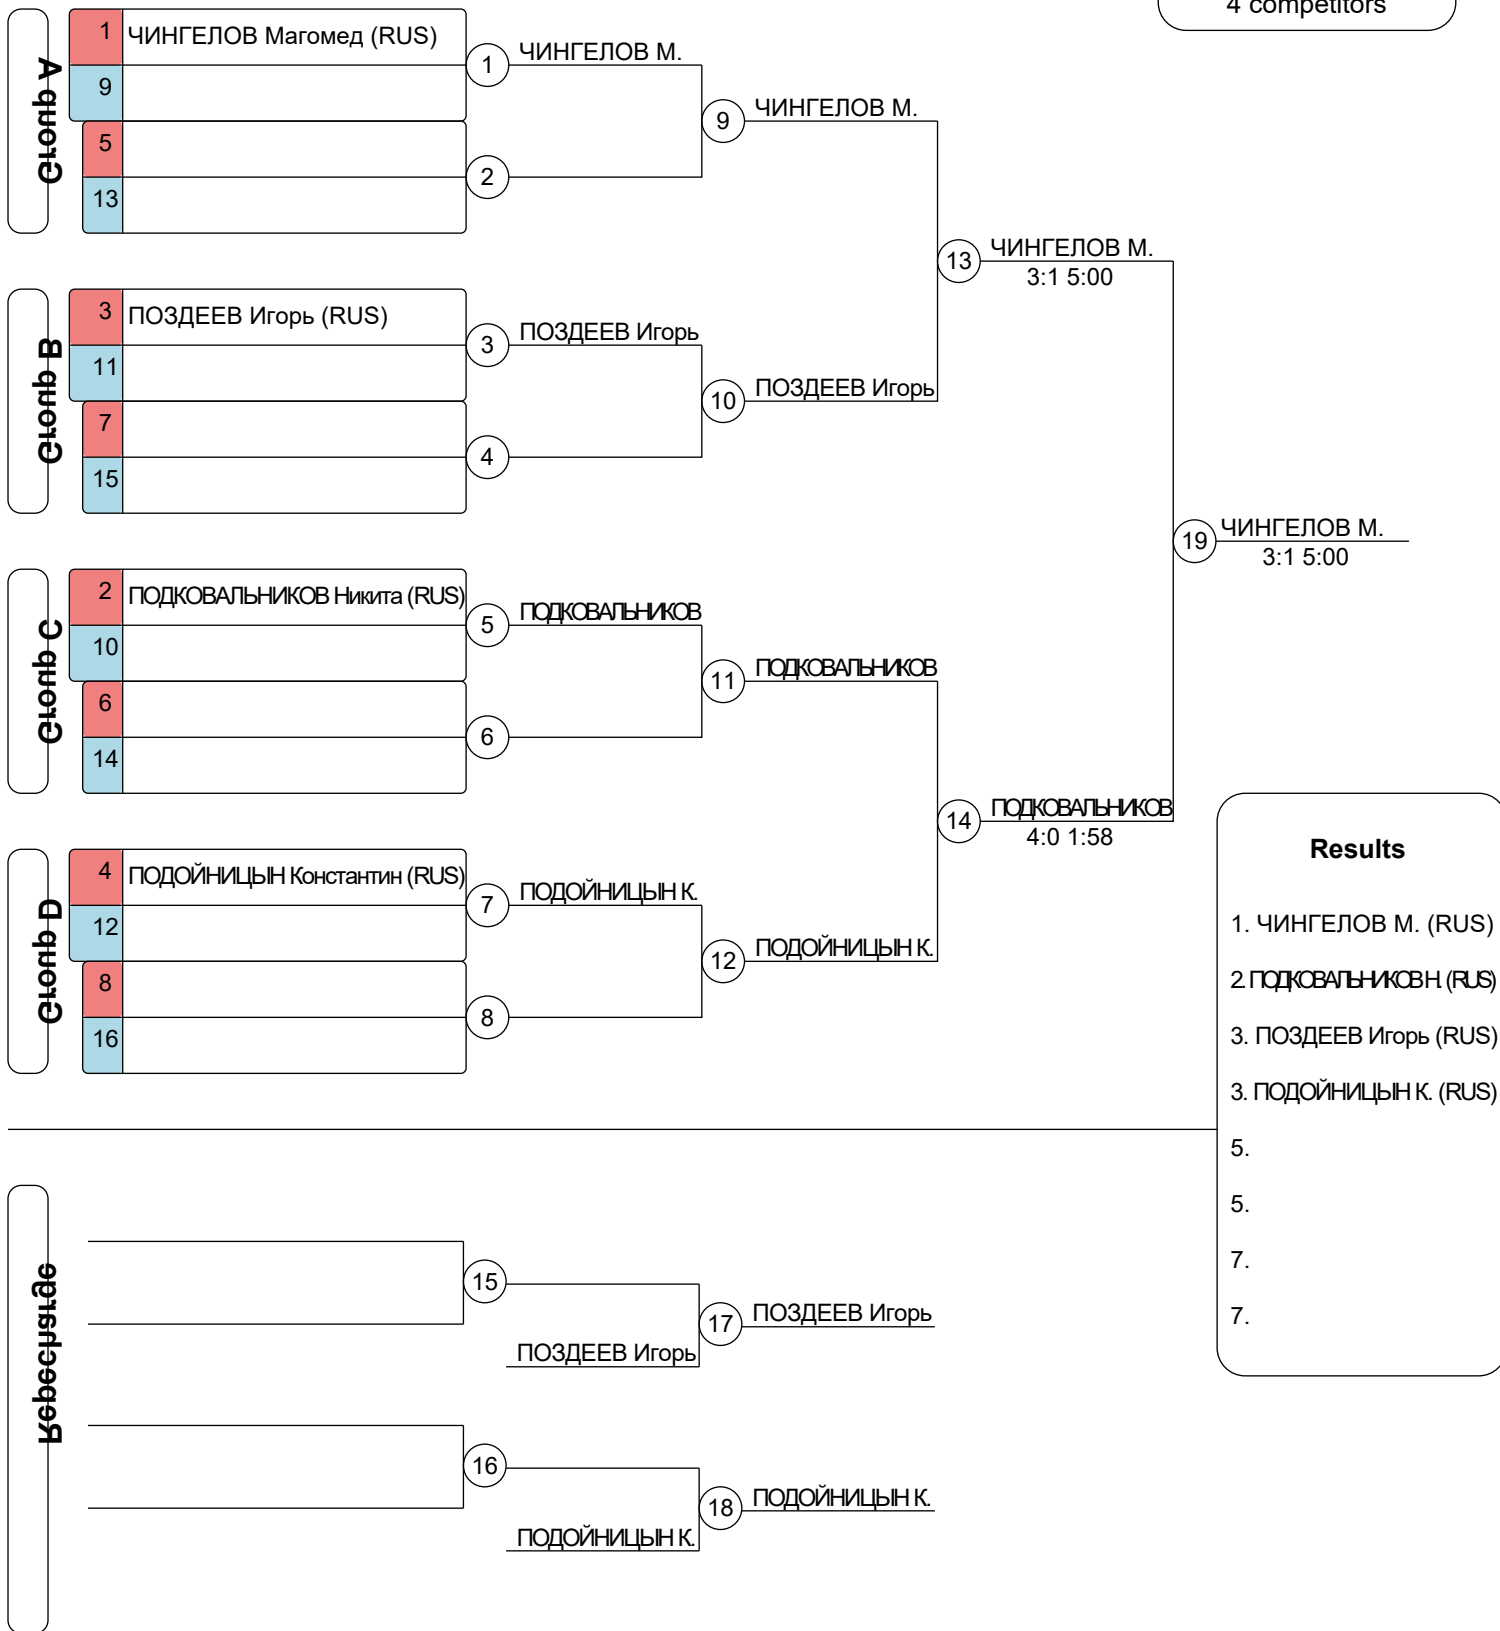 4 competitors
Group A
1 ЧИНГЕЛОВ Магомед (RUS)
9
5
13
1 ЧИНГЕЛОВ М.
2
9 ЧИНГЕЛОВ М.
Group B
3 ПОЗДЕЕВ Игорь (RUS)
11
7
15
3 ПОЗДЕЕВ Игорь
4
10 ПОЗДЕЕВ Игорь
13 ЧИНГЕЛОВ М.
3:1 5:00
Group C
2 ПОДКОВАЛЬНИКОВ Никита (RUS)
10
6
14
5 ПОДКОВАЛЬНИКОВ
6
11 ПОДКОВАЛЬНИКОВ
Group D
4 ПОДОЙНИЦЫН Константин (RUS)
12
8
16
7 ПОДОЙНИЦЫН К.
8
12 ПОДОЙНИЦЫН К.
14 ПОДКОВАЛЬНИКОВ
4:0 1:58
19 ЧИНГЕЛОВ М.
3:1 5:00
Results
1. ЧИНГЕЛОВ М. (RUS)
2. ПОДКОВАЛЬНИКОВ Н. (RUS)
3. ПОЗДЕЕВ Игорь (RUS)
3. ПОДОЙНИЦЫН К. (RUS)
5.
5.
7.
7.
Repechage
15
ПОЗДЕЕВ Игорь
17 ПОЗДЕЕВ Игорь
16
ПОДОЙНИЦЫН К.
18 ПОДОЙНИЦЫН К.